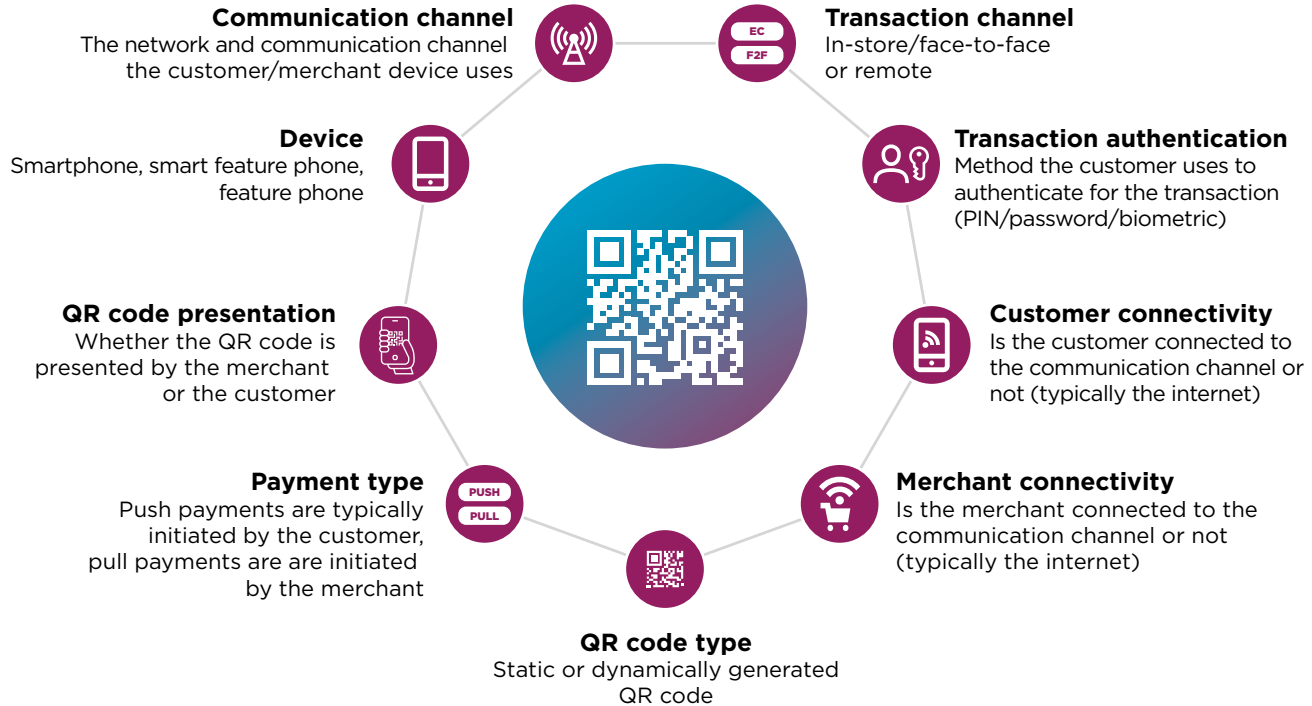 Communication channel
The network and communication channel
the customer/merchant device uses
Transaction channel
In-store/face-to-face
or remote
EC
F2F
Device
Smartphone, smart feature phone,
feature phone
Transaction authentication
Method the customer uses to
authenticate for the transaction
(PIN/password/biometric)
QR code presentation
Whether the QR code is
presented by the merchant
or the customer
Customer connectivity
Is the customer connected to
the communication channel or
not (typically the internet)
Payment type
Push payments are typically
initiated by the customer,
pull payments are are initiated
by the merchant
PUSH
PULL
Merchant connectivity
Is the merchant connected to the
communication channel or not
(typically the internet)
QR code type
Static or dynamically generated
QR code